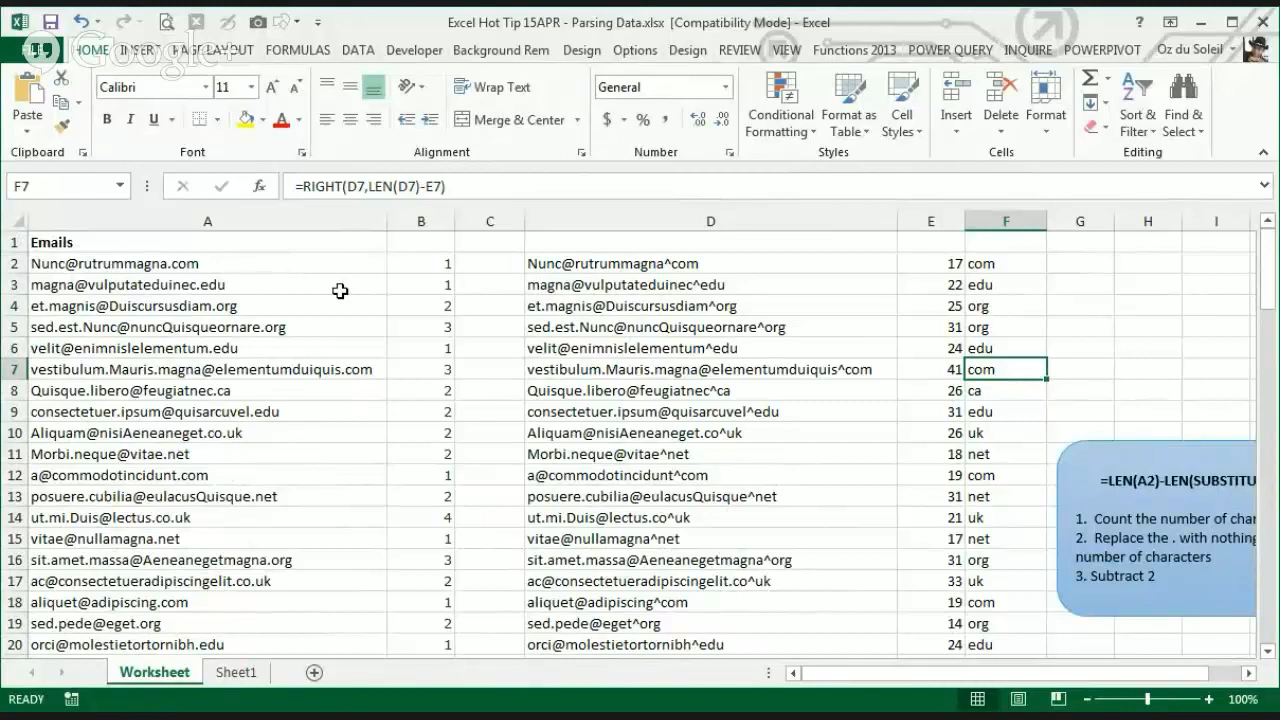 Excel Hot Tip 15APR - Parsing Data.xlsx [Compatibility Mode] - Excel
Google+
FILE HOME INSERT PAGE LAYOUT FORMULAS DATA Developer Background Rem Design Options Design REVIEW VIEW Functions 2013 POWER QUERY INQUIRE POWERPIVOT Oz du Soleil
Paste
Calibri 11
B I U
Wrap Text
Merge & Center
General
$ % ,
Conditional Formatting
Format as Table
Cell Styles
Insert Delete Format
Sort & Filter
Find & Select
Clipboard Font Alignment Number Styles Cells Editing
F7 fx =RIGHT(D7,LEN(D7)-E7)
A B C D E F G H I
1 Emails
2 Nunc@rutrummagna.com 1 Nunc@rutrummagna^com 17 com
3 magna@vulputateduinec.edu 1 magna@vulputateduinec^edu 22 edu
4 et.magnis@Duiscursusdiam.org 2 et.magnis@Duiscursusdiam^org 25 org
5 sed.est.Nunc@nuncQuisqueornare.org 3 sed.est.Nunc@nuncQuisqueornare^org 31 org
6 velit@enimnislelementum.edu 1 velit@enimnislelementum^edu 24 edu
7 vestibulum.Mauris.magna@elementumduiquis.com 3 vestibulum.Mauris.magna@elementumduiquis^com 41 com
8 Quisque.libero@feugiatnec.ca 2 Quisque.libero@feugiatnec^ca 26 ca
9 consectetuer.ipsum@quisarcuvel.edu 2 consectetuer.ipsum@quisarcuvel^edu 31 edu
10 Aliquam@nisiAeneaneget.co.uk 2 Aliquam@nisiAeneaneget.co^uk 26 uk
11 Morbi.neque@vitae.net 2 Morbi.neque@vitae^net 18 net
12 a@commodotincidunt.com 1 a@commodotincidunt^com 19 com
13 posuere.cubilia@eulacusQuisque.net 2 posuere.cubilia@eulacusQuisque^net 31 net
14 ut.mi.Duis@lectus.co.uk 4 ut.mi.Duis@lectus.co^uk 21 uk
15 vitae@nullamagna.net 1 vitae@nullamagna^net 17 net
16 sit.amet.massa@Aeneanegetmagna.org 3 sit.amet.massa@Aeneanegetmagna^org 31 org
17 ac@consectetueradipiscingelit.co.uk 2 ac@consectetueradipiscingelit.co^uk 33 uk
18 aliquet@adipiscing.com 1 aliquet@adipiscing^com 19 com
19 sed.pede@eget.org 2 sed.pede@eget^org 14 org
20 orci@molestietortornibh.edu 1 orci@molestietortornibh^edu 24 edu
=LEN(A2)-LEN(SUBSTITU
1. Count the number of char
2. Replace the . with nothing
number of characters
3. Subtract 2
Worksheet Sheet1
READY 100%